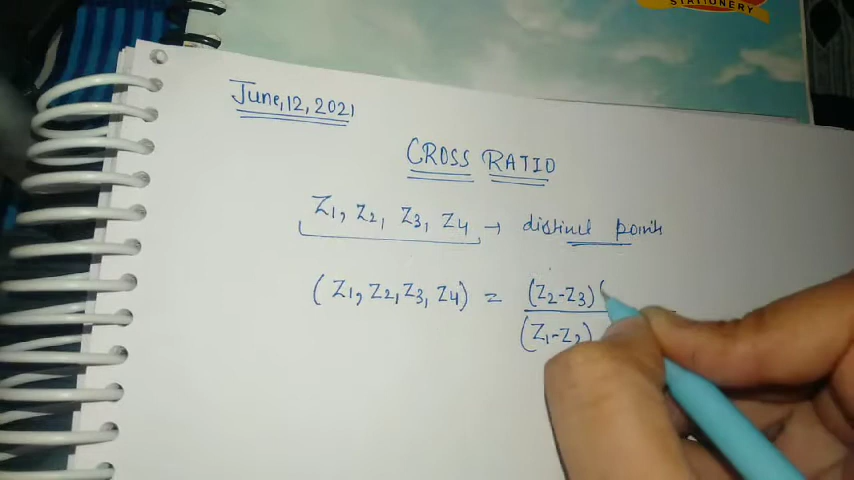 STATIONERY
June, 12, 2021
CROSS RATIO
Z1, Z2, Z3, Z4 → distinct points
(Z1, Z2, Z3, Z4) = (Z2-Z3)(
(Z1-Z2)